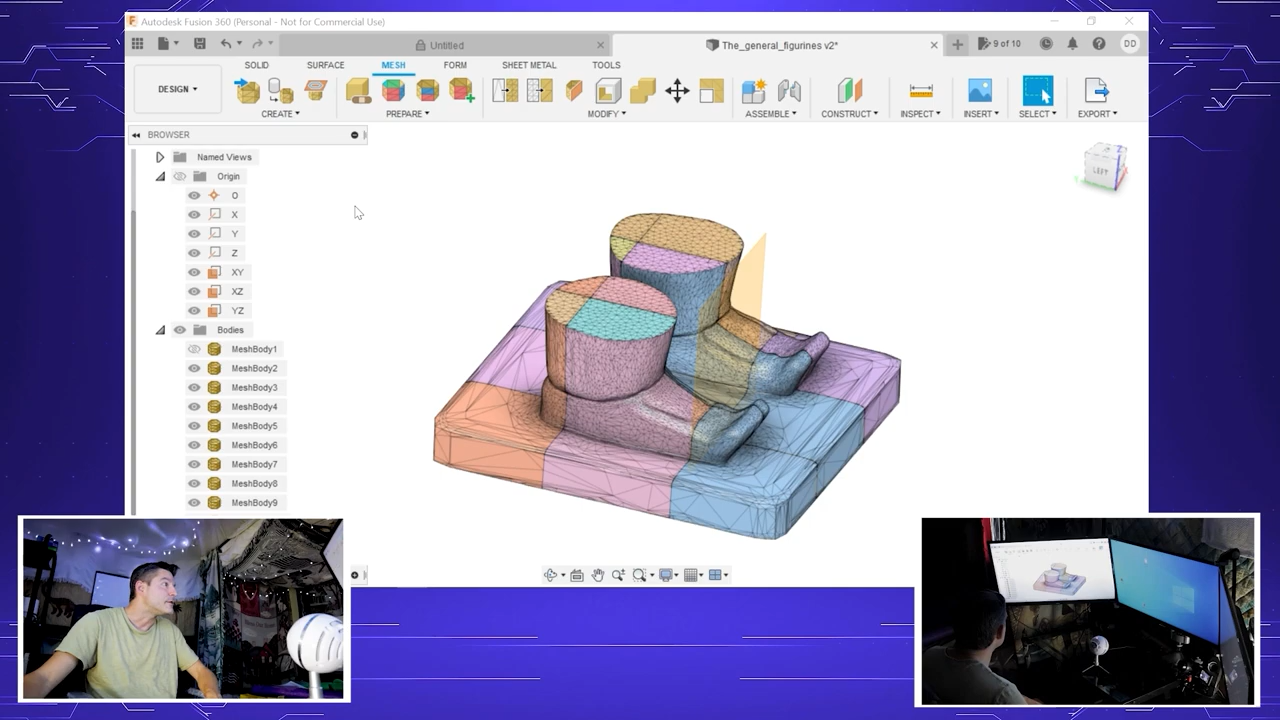 Autodesk Fusion 360 (Personal - Not for Commercial Use)
Untitled
The_general_figurines v2*
9 of 10
DD
SOLID SURFACE MESH FORM SHEET METAL TOOLS
DESIGN
CREATE PREPARE MODIFY ASSEMBLE CONSTRUCT INSPECT INSERT SELECT EXPORT
BROWSER
Named Views
Origin
O
X
Y
Z
XY
XZ
YZ
Bodies
MeshBody1
MeshBody2
MeshBody3
MeshBody4
MeshBody5
MeshBody6
MeshBody7
MeshBody8
MeshBody9
LEFT
Z